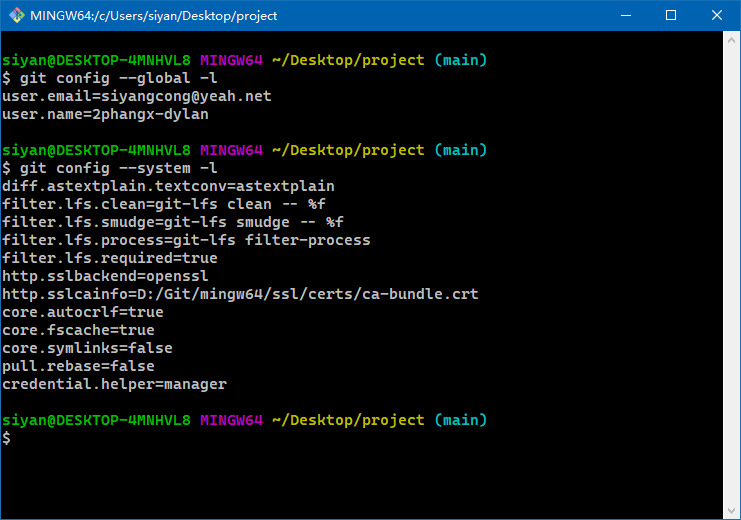 MINGW64:/c/Users/siyan/Desktop/project
siyan@DESKTOP-4MNHVL8 MINGW64 ~/Desktop/project (main)
$ git config --global -l
user.email=siyangcong@yeah.net
user.name=2phangx-dylan
siyan@DESKTOP-4MNHVL8 MINGW64 ~/Desktop/project (main)
$ git config --system -l
diff.astextplain.textconv=astextplain
filter.lfs.clean=git-lfs clean -- %f
filter.lfs.smudge=git-lfs smudge -- %f
filter.lfs.process=git-lfs filter-process
filter.lfs.required=true
http.sslbackend=openssl
http.sslcainfo=D:/Git/mingw64/ssl/certs/ca-bundle.crt
core.autocrlf=true
core.fscache=true
core.symlinks=false
pull.rebase=false
credential.helper=manager
siyan@DESKTOP-4MNHVL8 MINGW64 ~/Desktop/project (main)
$